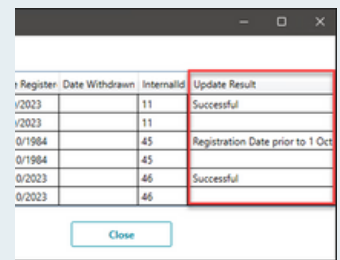 Register Date Withdrawn InternalId Update Result
/2023 11 Successful
/2023 11
0/1984 45 Registration Date prior to 1 Oct
0/1984 45
0/2023 46 Successful
0/2023 46
Close